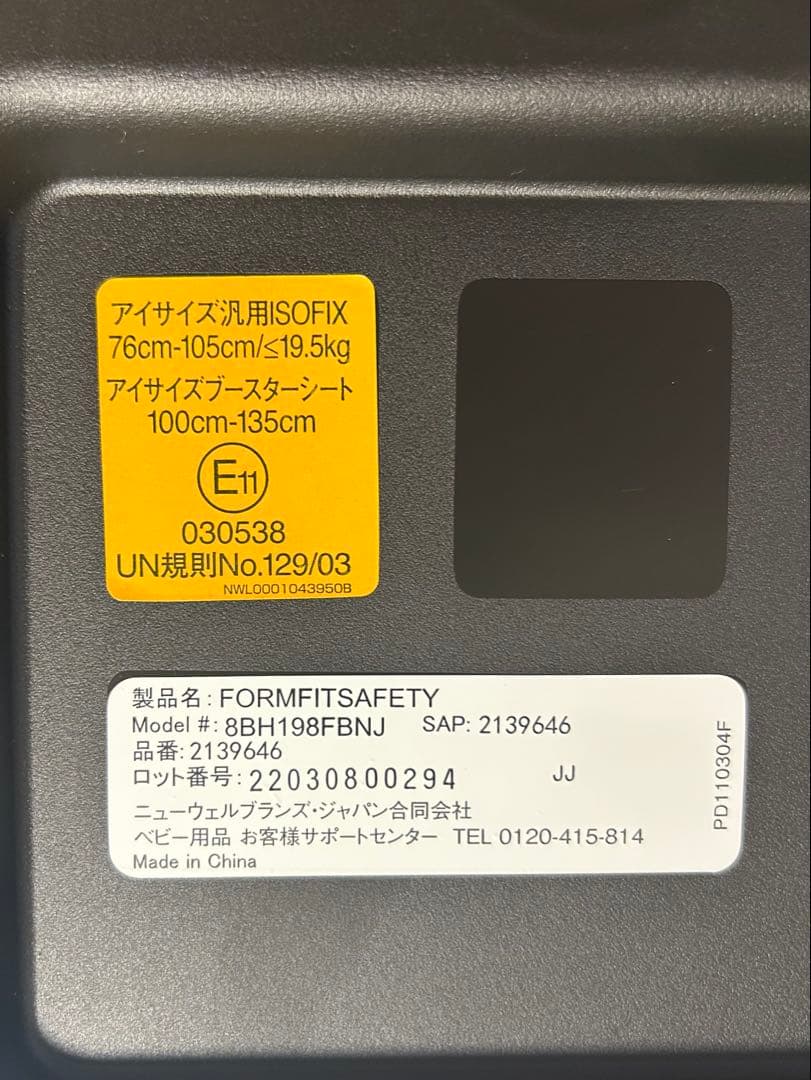 アイサイズ汎用ISOFIX
76cm-105cm/≤19.5kg
アイサイズブースターシート
100cm-135cm
E11
030538
UN規則No.129/03
NWL0001043950B
製品名: FORMFITSAFETY
Model #: 8BH198FBNJ SAP: 2139646
品番: 2139646
ロット番号: 22030800294 JJ
ニューウェルブランズ・ジャパン合同会社
ベビー用品 お客様サポートセンター TEL 0120-415-814
Made in China
PD110304F